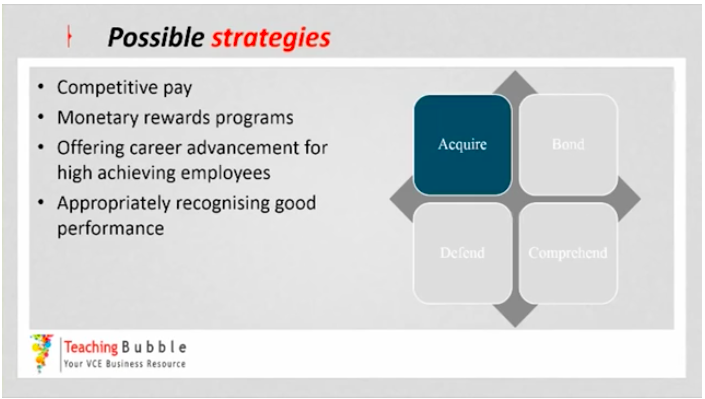 Possible strategies
• Competitive pay
• Monetary rewards programs
• Offering career advancement for
high achieving employees
• Appropriately recognising good
performance
Acquire
Bond
Defend
Comprehend
Teaching Bubble
Your VCE Business Resource